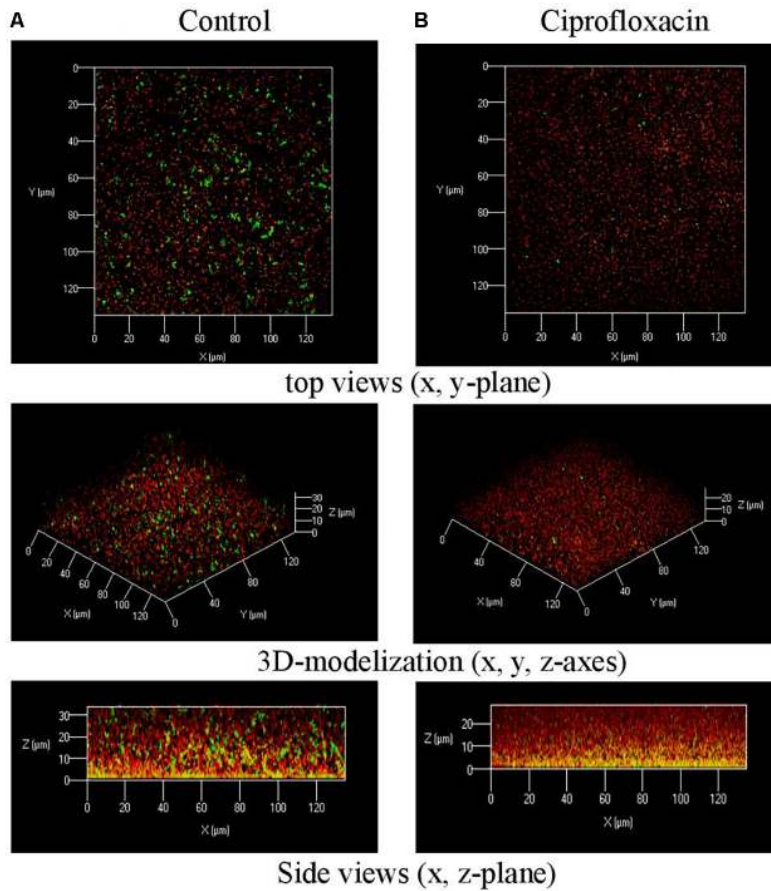 A Control B Ciprofloxacin
0 20 40 60 80 100 120
Y (µm)
0 20 40 60 80 100 120
X (µm)
0 20 40 60 80 100 120
Y (µm)
0 20 40 60 80 100 120
X (µm)
top views (x, y-plane)
30 20 10 0 Z (µm)
0 20 40 60 80 100 120
X (µm)
0 40 80 120
Y (µm)
20 10 0 Z (µm)
0 40 80 120
X (µm)
0 40 80 120
Y (µm)
3D-modelization (x, y, z-axes)
30 20 10 0
Z (µm)
0 20 40 60 80 100 120
X (µm)
20 10 0
Z (µm)
0 20 40 60 80 100 120
X (µm)
Side views (x, z-plane)